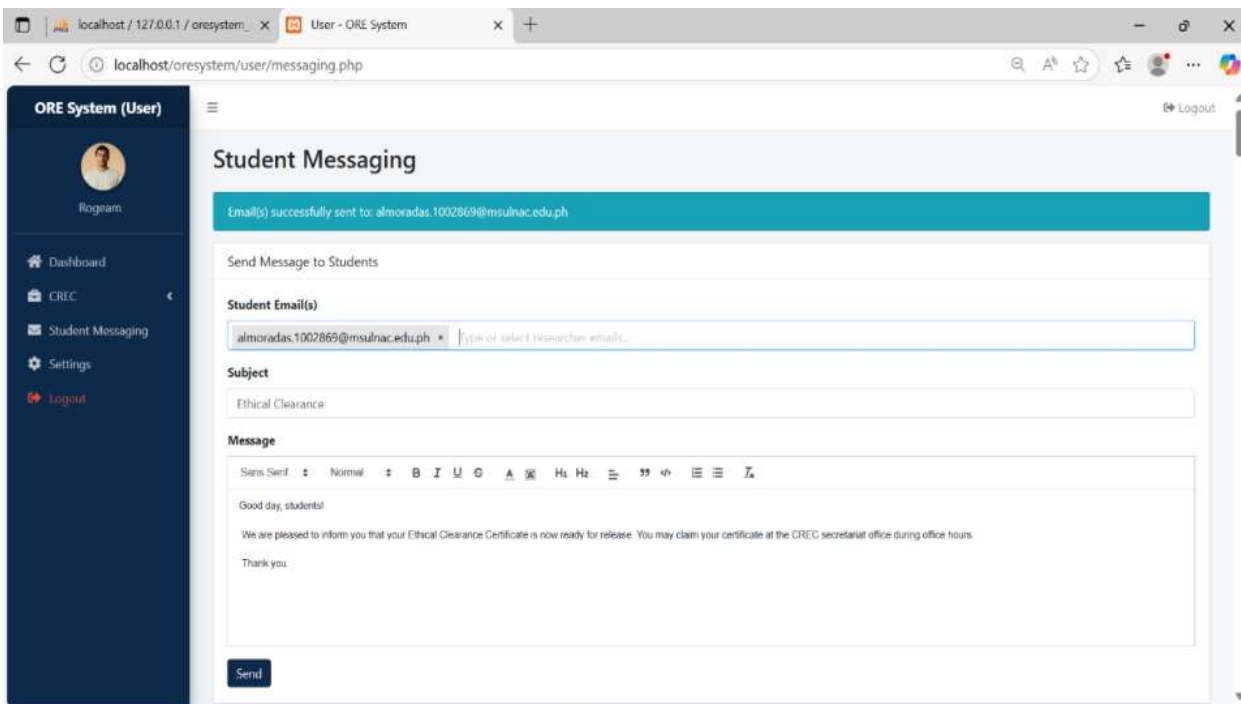 localhost / 127.0.0.1 / oresystem_
User - ORE System
localhost/oresystem/user/messaging.php
ORE System (User)
Logout
Rogeam
Dashboard
CREC
Student Messaging
Settings
Logout
Student Messaging
Email(s) successfully sent to: almoradas.1002869@msulnac.edu.ph
Send Message to Students
Student Email(s)
almoradas.1002869@msulnac.edu.ph × Type or select researcher emails...
Subject
Ethical Clearance
Message
Sans Serif Normal B I U S A H1 H2
Good day, students!
We are pleased to inform you that your Ethical Clearance Certificate is now ready for release. You may claim your certificate at the CREC secretariat office during office hours.
Thank you.
Send